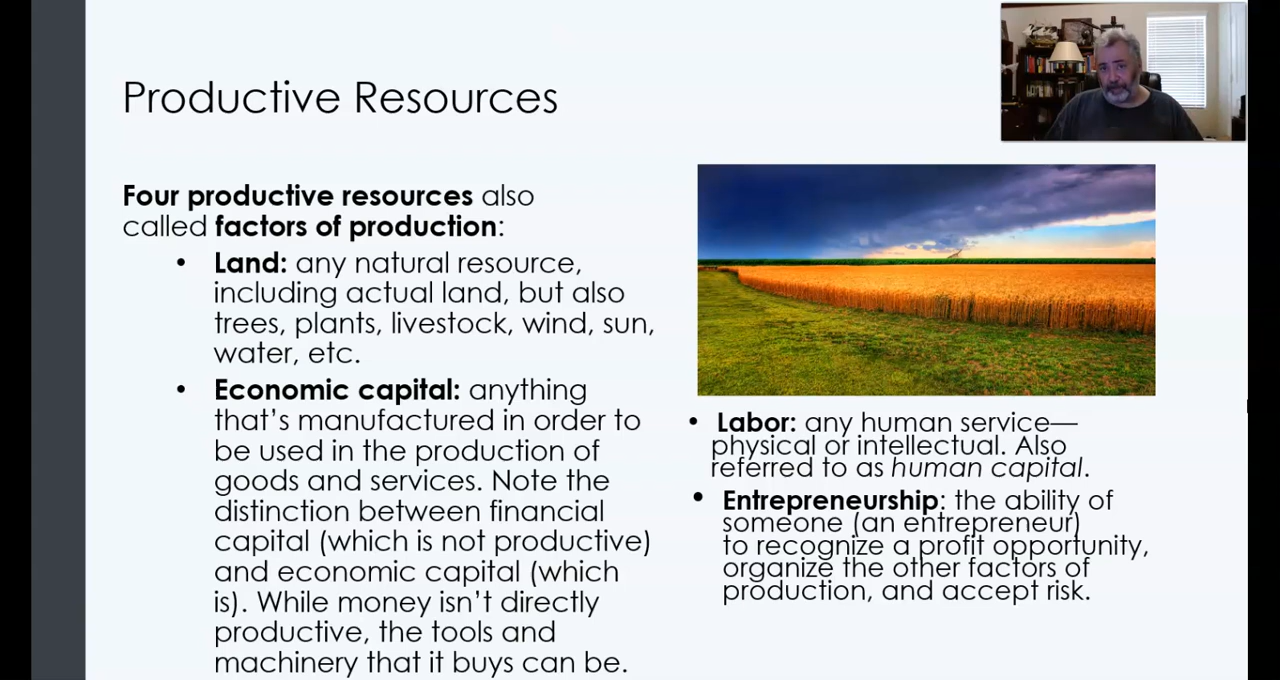 Productive Resources
Four productive resources also
called factors of production:
• Land: any natural resource,
including actual land, but also
trees, plants, livestock, wind, sun,
water, etc.
• Economic capital: anything
that’s manufactured in order to
be used in the production of
goods and services. Note the
distinction between financial
capital (which is not productive)
and economic capital (which
is). While money isn’t directly
productive, the tools and
machinery that it buys can be.
• Labor: any human service—
physical or intellectual. Also
referred to as human capital.
• Entrepreneurship: the ability of
someone (an entrepreneur)
to recognize a profit opportunity,
organize the other factors of
production, and accept risk.